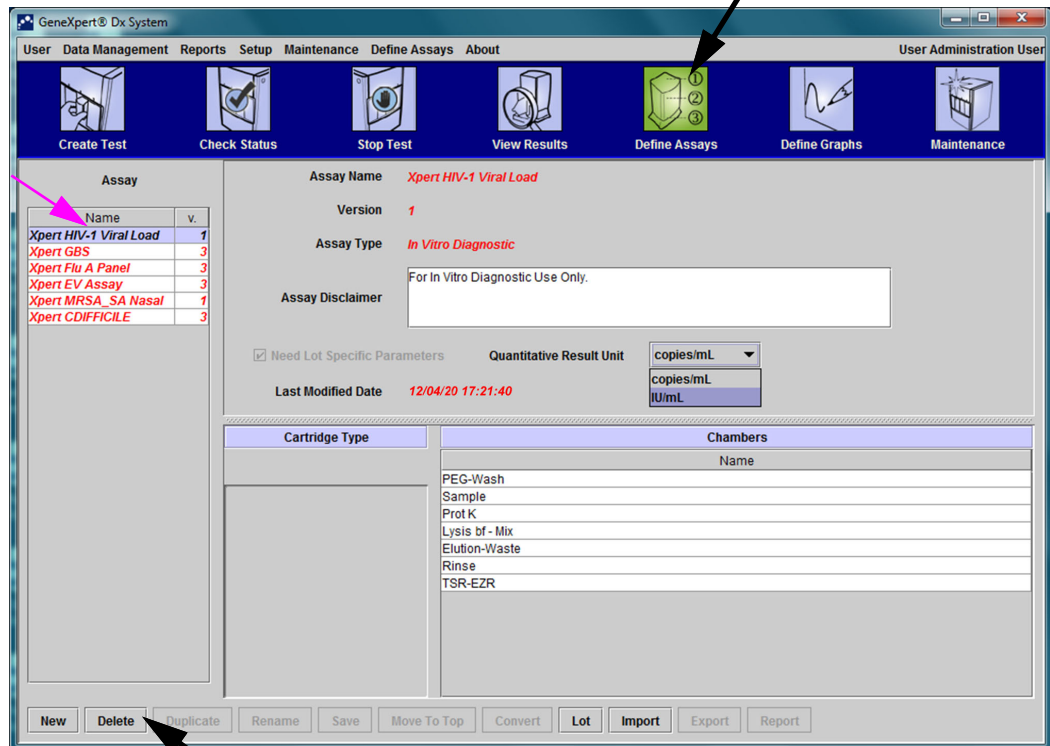 GeneXpert® Dx System
User Data Management Reports Setup Maintenance Define Assays About User Administration User
① ② ③
Create Test Check Status Stop Test View Results Define Assays Define Graphs Maintenance
Assay
Name v.
Xpert HIV-1 Viral Load 1
Xpert GBS 3
Xpert Flu A Panel 3
Xpert EV Assay 3
Xpert MRSA_SA Nasal 1
Xpert CDIFFICILE 3
Assay Name Xpert HIV-1 Viral Load
Version 1
Assay Type In Vitro Diagnostic
Assay Disclaimer For In Vitro Diagnostic Use Only.
Need Lot Specific Parameters Quantitative Result Unit copies/mL
copies/mL
IU/mL
Last Modified Date 12/04/20 17:21:40
Cartridge Type
Chambers
Name
PEG-Wash
Sample
Prot K
Lysis bf - Mix
Elution-Waste
Rinse
TSR-EZR
New Delete Duplicate Rename Save Move To Top Convert Lot Import Export Report